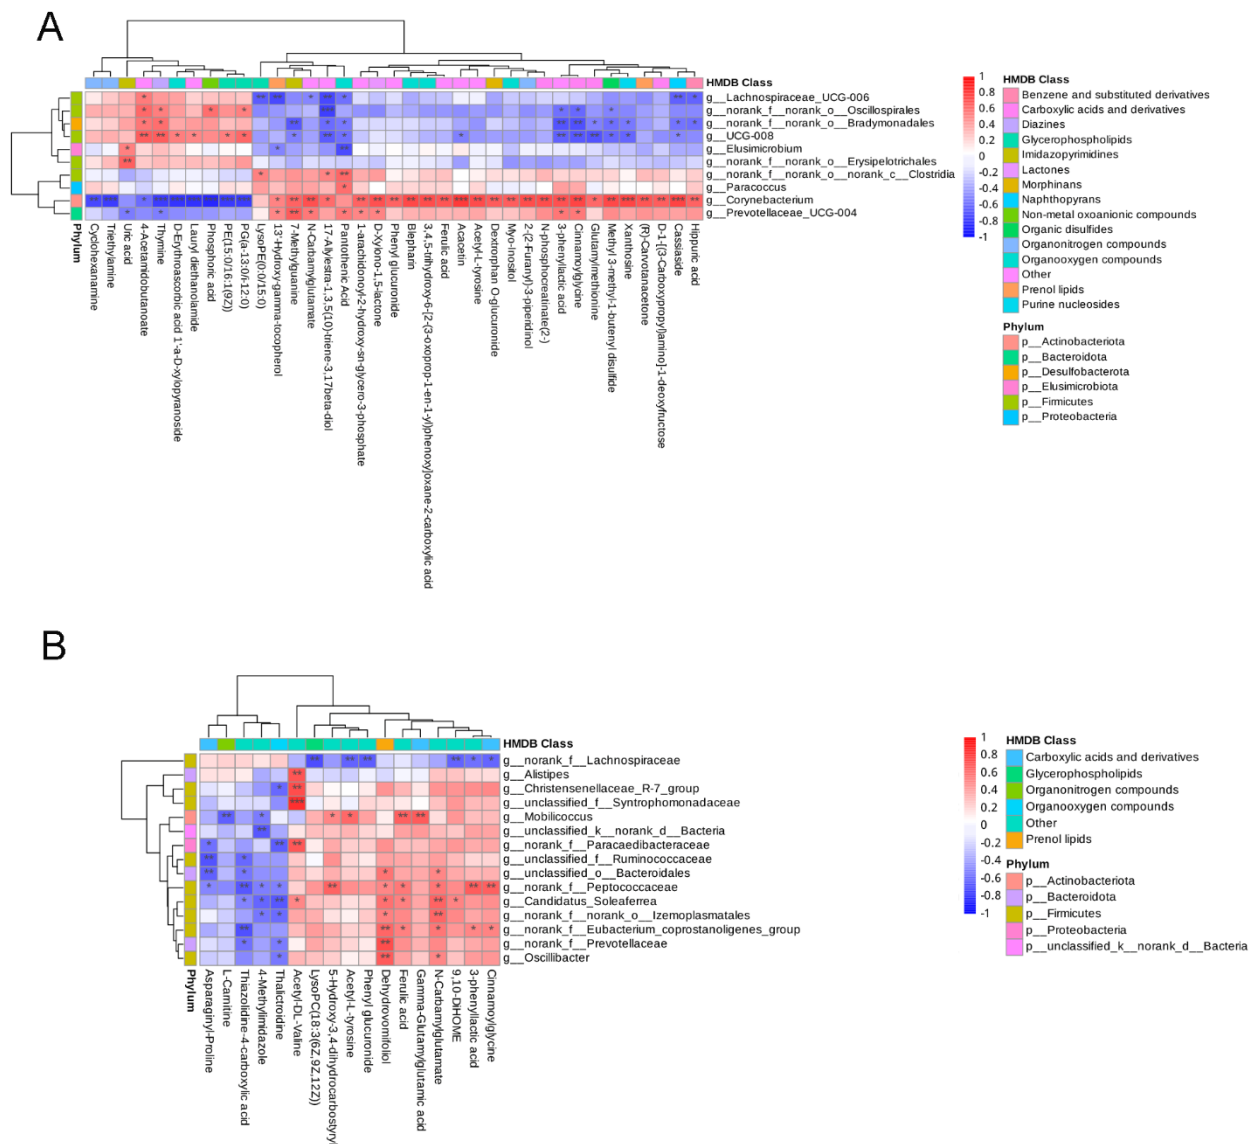 A
HMDB Class
g__Lachnospiraceae_UCG-006
g__norank_f__norank_o__Oscillospirales
g__norank_f__norank_o__Bradymonadales
g__UCG-008
g__Elusimicrobium
g__norank_f__norank_o__Erysipelotrichales
g__norank_f__norank_o__norank_c__Clostridia
g__Paracoccus
g__Corynebacterium
g__Prevotellaceae_UCG-004
Phylum
Cyclohexanamine
Triethylamine
Uric acid
4-Acetamidobutanoate
Thymine
D-Erythroascorbic acid 1'-a-D-xylopyranoside
Lauryl diethanolamide
Phosphoric acid
PE(15:0/16:1(9Z))
PG(a-13:0/i-12:0)
LysoPE(0:0/15:0)
13'-Hydroxy-gamma-tocopherol
7-Methylguanine
N-Carbamylglutamate
17-Allylestra-1,3,5(10)-triene-3,17beta-diol
Pantothenic Acid
1-arachidonoyl-2-hydroxy-sn-glycero-3-phosphate
D-Xylono-1,5-lactone
Phenyl glucuronide
Blepharin
3,4,5-trihydroxy-6-[2-(3-oxoprop-1-en-1-yl)phenoxy]oxane-2-carboxylic acid
Ferulic acid
Acacetin
Acetyl-L-tyrosine
Dextrorphan O-glucuronide
Myo-Inositol
2-(2-Furanyl)-3-piperidinol
N-phosphocreatinate(2-)
3-phenyllactic acid
Cinnamoylglycine
Glutamylmethionine
Methyl 3-methyl-1-butenyl disulfide
Xanthosine
(R)-Carvotanacetone
D-1-[(3-Carboxypropyl)amino]-1-deoxyfructose
Cassiaside
Hippuric acid
1
0.8
0.6
0.4
0.2
0
-0.2
-0.4
-0.6
-0.8
-1
HMDB Class
Benzene and substituted derivatives
Carboxylic acids and derivatives
Diazines
Glycerophospholipids
Imidazopyrimidines
Lactones
Morphinans
Naphthopyrans
Non-metal oxoanionic compounds
Organic disulfides
Organonitrogen compounds
Organooxygen compounds
Other
Prenol lipids
Purine nucleosides
Phylum
p__Actinobacteriota
p__Bacteroidota
p__Desulfobacterota
p__Elusimicrobiota
p__Firmicutes
p__Proteobacteria
B
HMDB Class
g__norank_f__Lachnospiraceae
g__Alistipes
g__Christensenellaceae_R-7_group
g__unclassified_f__Syntrophomonadaceae
g__Mobilicoccus
g__unclassified_k__norank_d__Bacteria
g__norank_f__Paracaedibacteraceae
g__unclassified_f__Ruminococcaceae
g__unclassified_o__Bacteroidales
g__norank_f__Peptococcaceae
g__Candidatus_Soleaferrea
g__norank_f__norank_o__Izemoplasmatales
g__norank_f__Eubacterium_coprostanoligenes_group
g__norank_f__Prevotellaceae
g__Oscillibacter
Phylum
Asparaginyl-Proline
L-Carnitine
Thiazolidine-4-carboxylic acid
4-Methylimidazole
Thalictroidine
Acetyl-DL-Valine
LysoPC(18:3(6Z,9Z,12Z))
5-Hydroxy-3,4-dihydrocarbostyryl
Acetyl-L-tyrosine
Phenyl glucuronide
Dehydrovomifoliol
Ferulic acid
Gamma-Glutamylglutamic acid
N-Carbamylglutamate
9,10-DiHOME
3-phenyllactic acid
Cinnamoylglycine
1
0.8
0.6
0.4
0.2
0
-0.2
-0.4
-0.6
-0.8
-1
HMDB Class
Carboxylic acids and derivatives
Glycerophospholipids
Organonitrogen compounds
Organooxygen compounds
Other
Prenol lipids
Phylum
p__Actinobacteriota
p__Bacteroidota
p__Firmicutes
p__Proteobacteria
p__unclassified_k__norank_d__Bacteria